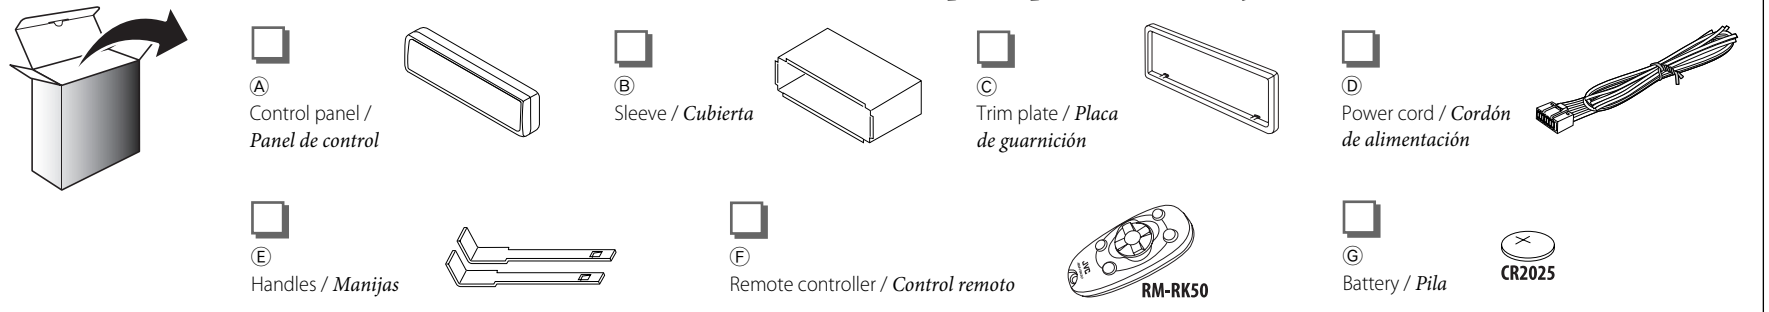 Ⓐ
Control panel /
Panel de control
Ⓑ
Sleeve / Cubierta
Ⓒ
Trim plate / Placa
de guarnición
Ⓓ
Power cord / Cordón
de alimentación
Ⓔ
Handles / Manijas
Ⓕ
Remote controller / Control remoto
JVC
RM-RK50
Ⓖ
Battery / Pila
CR2025